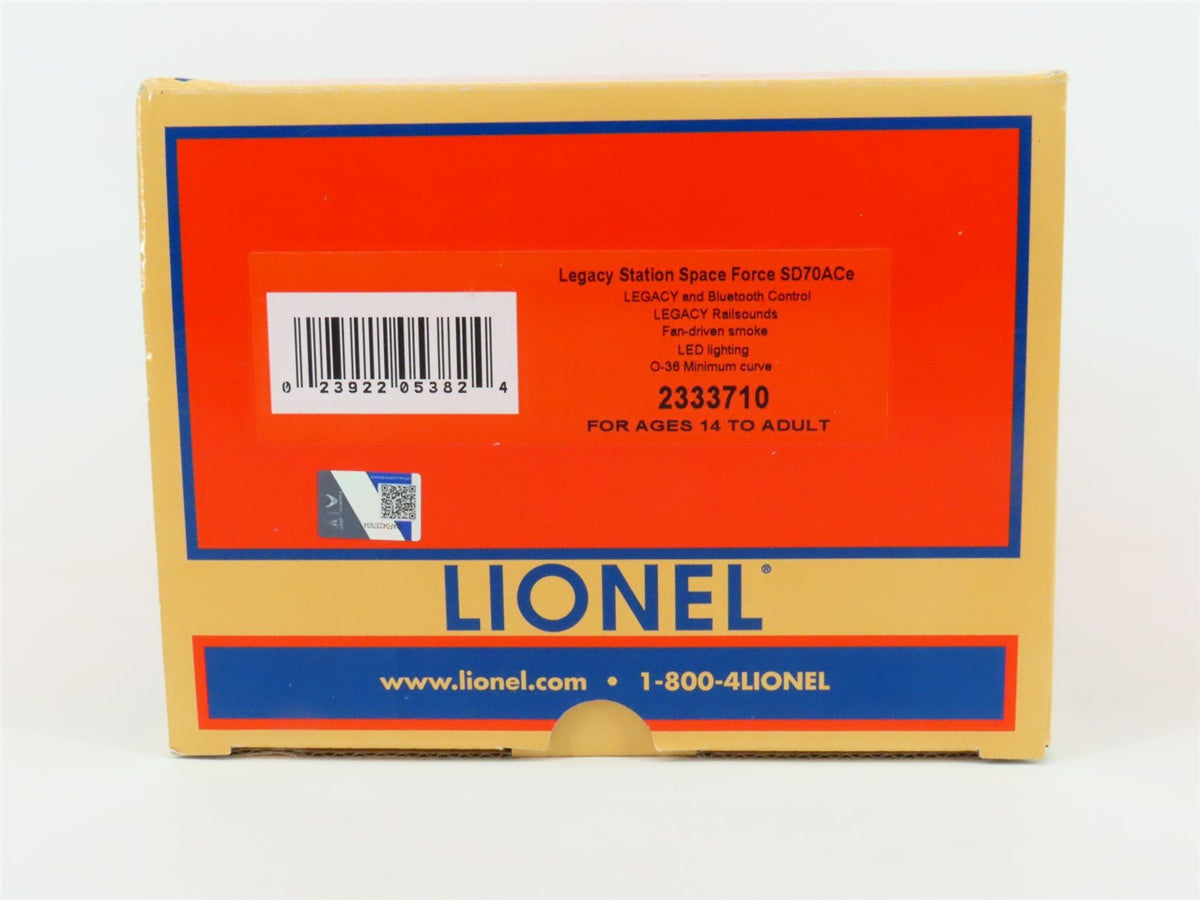 Legacy Station Space Force SD70ACe
LEGACY and Bluetooth Control
LEGACY Railsounds
Fan-driven smoke
LED lighting
O-36 Minimum curve
2333710
FOR AGES 14 TO ADULT
0 23922 05382 4
LIONEL®
www.lionel.com • 1-800-4LIONEL